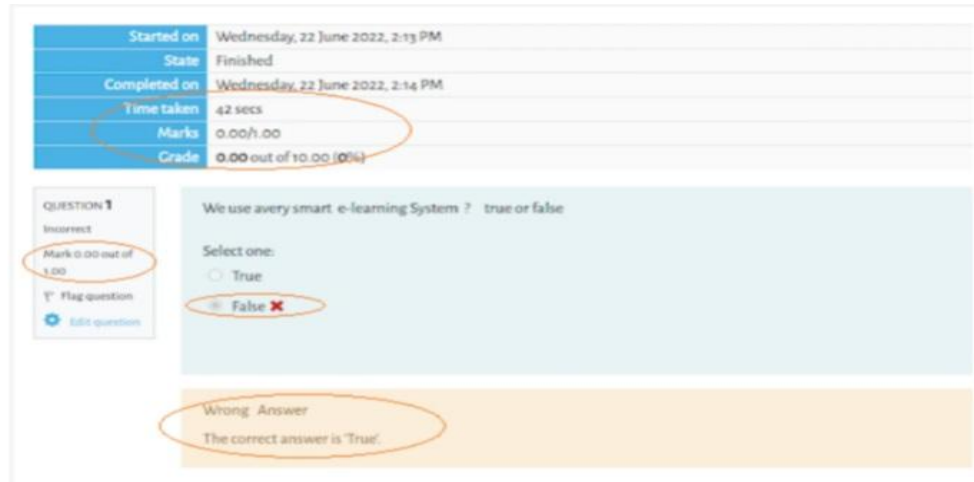 Started on Wednesday, 22 June 2022, 2:13 PM
State Finished
Completed on Wednesday, 22 June 2022, 2:14 PM
Time taken 42 secs
Marks 0.00/1.00
Grade 0.00 out of 10.00 (0%)
QUESTION 1
Incorrect
Mark 0.00 out of
1.00
Flag question
Edit question
We use avery smart e-learning System ? true or false
Select one:
True
False
Wrong Answer
The correct answer is 'True'.